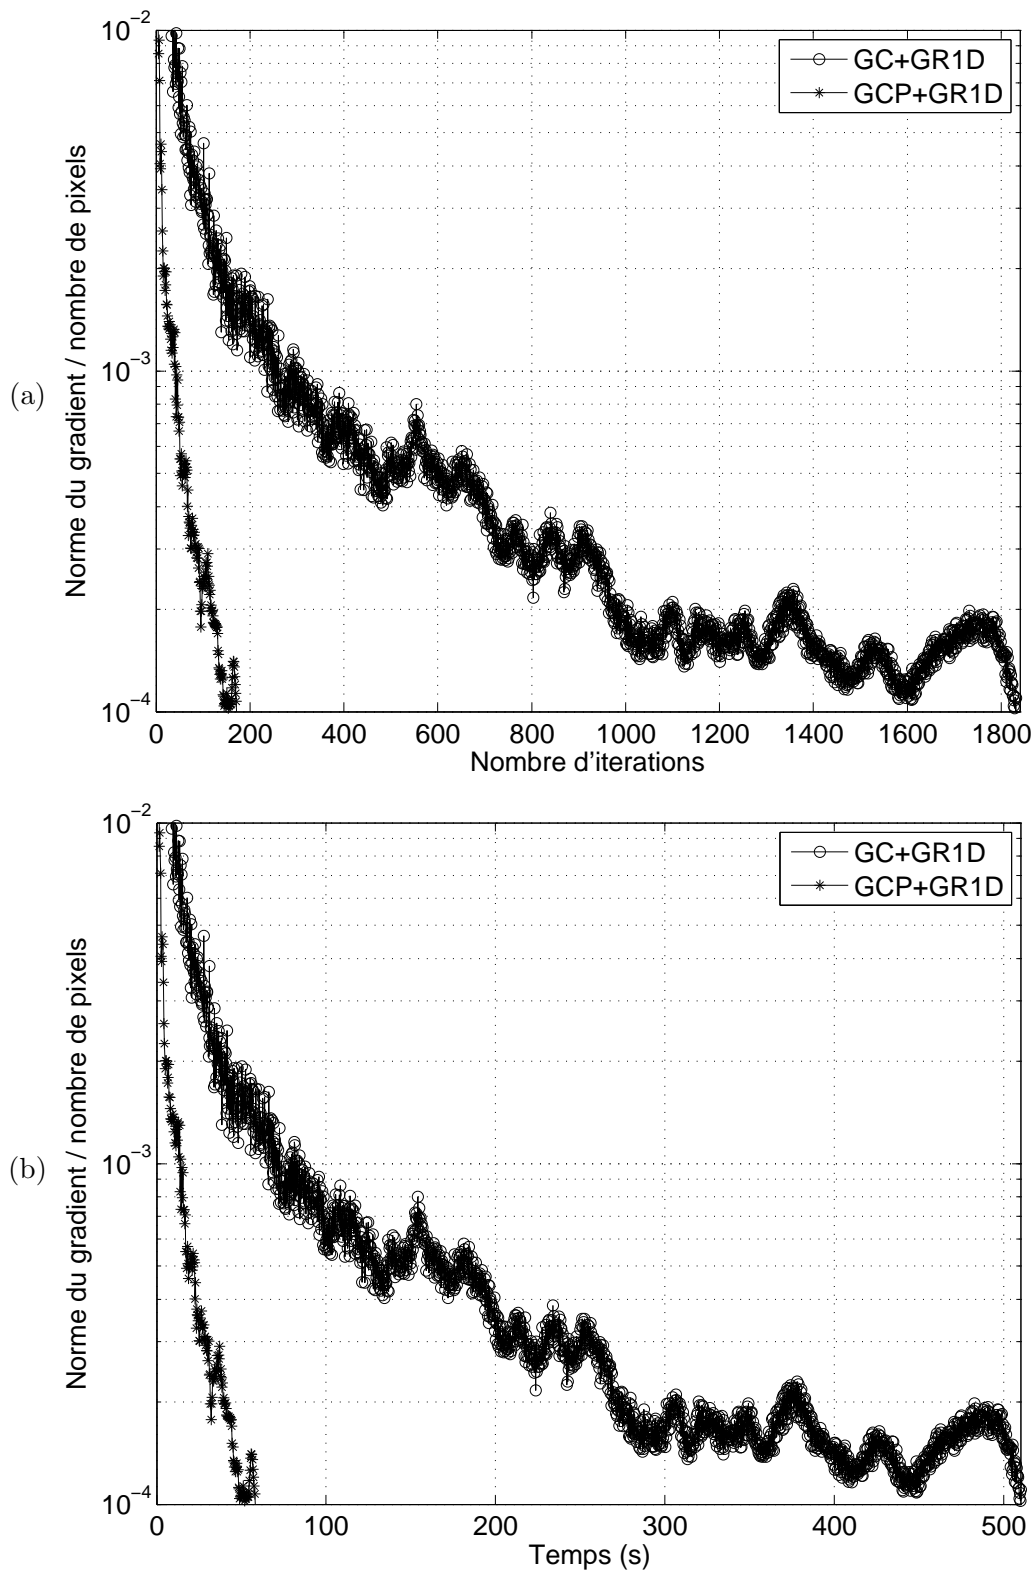 10−2
GC+GR1D
GCP+GR1D
(a)
Norme du gradient / nombre de pixels
10−3
10−4
0 200 400 600 800 1000 1200 1400 1600 1800
Nombre d'iterations
10−2
GC+GR1D
GCP+GR1D
(b)
Norme du gradient / nombre de pixels
10−3
10−4
0 100 200 300 400 500
Temps (s)